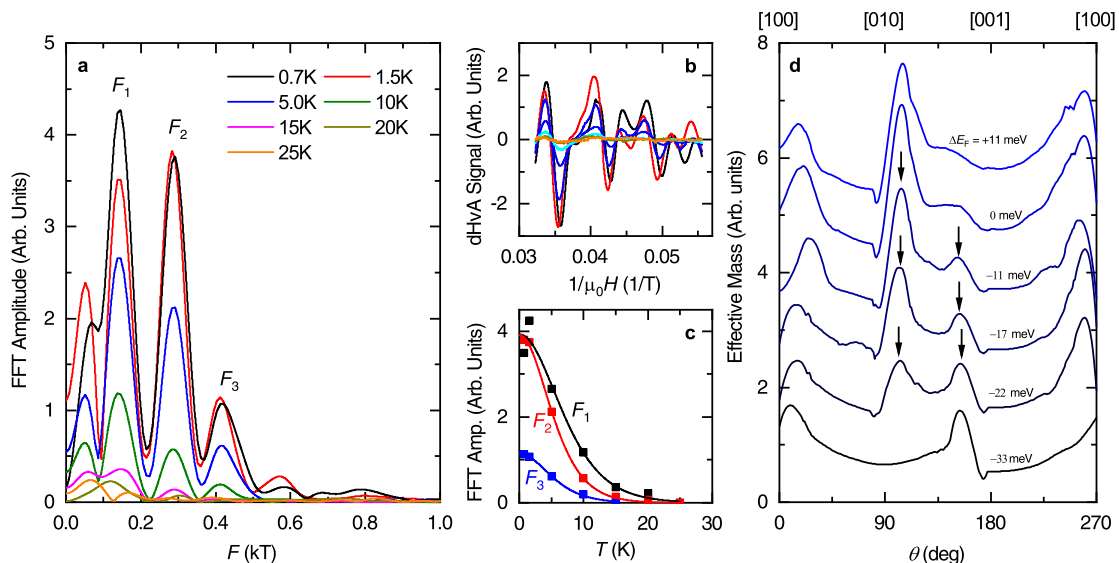 a
FFT Amplitude (Arb. Units)
5
4
3
2
1
0
0.0 0.2 0.4 0.6 0.8 1.0
F (kT)
F1
F2
F3
0.7K 1.5K
5.0K 10K
15K 20K
25K
b
dHvA Signal (Arb. Units)
2
0
-2
0.03 0.04 0.05
1/μ0H (1/T)
c
FFT Amp. (Arb. Units)
4
2
0
F1
F2
F3
0 10 20 30
T (K)
[100] [010] [001] [100]
d
Effective Mass (Arb. units)
8
6
4
2
0
ΔEF = +11 meV
0 meV
−11 meV
−17 meV
−22 meV
−33 meV
0 90 180 270
θ (deg)